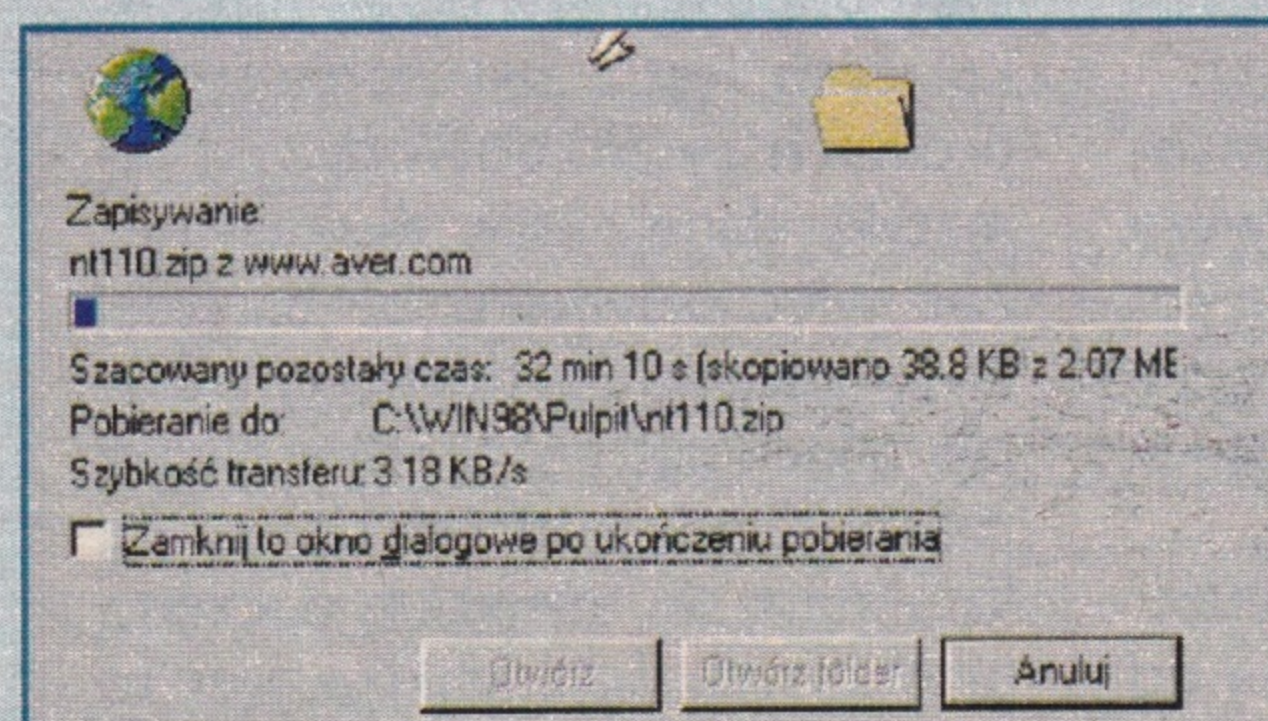 Zapisywanie:
nt110.zip z www.aver.com
Szacowany pozostały czas: 32 min 10 s (skopiowano 38.8 KB z 2.07 MB
Pobieranie do: C:\WIN98\Pulpit\nt110.zip
Szybkość transferu: 3.18 KB/s
Zamknij to okno dialogowe po ukończeniu pobierania
Otwórz Otwórz folder Anuluj